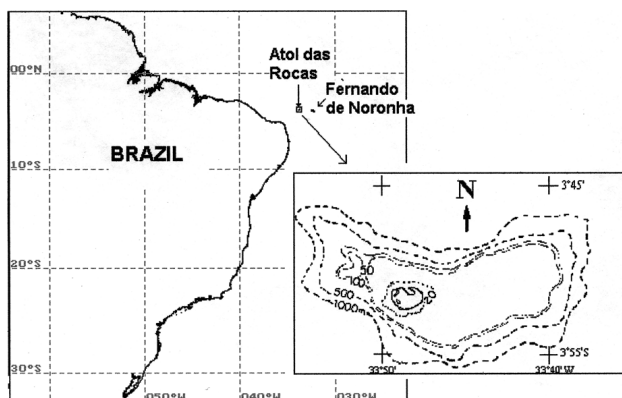 Atol das
Rocas
Fernando
de Noronha
00°N
BRAZIL
10°S
20°S
30°S
050°W
040°W
030°W
N
3°45'
50
100
500
1000m
20
3°55'S
33°50'
33°40' W